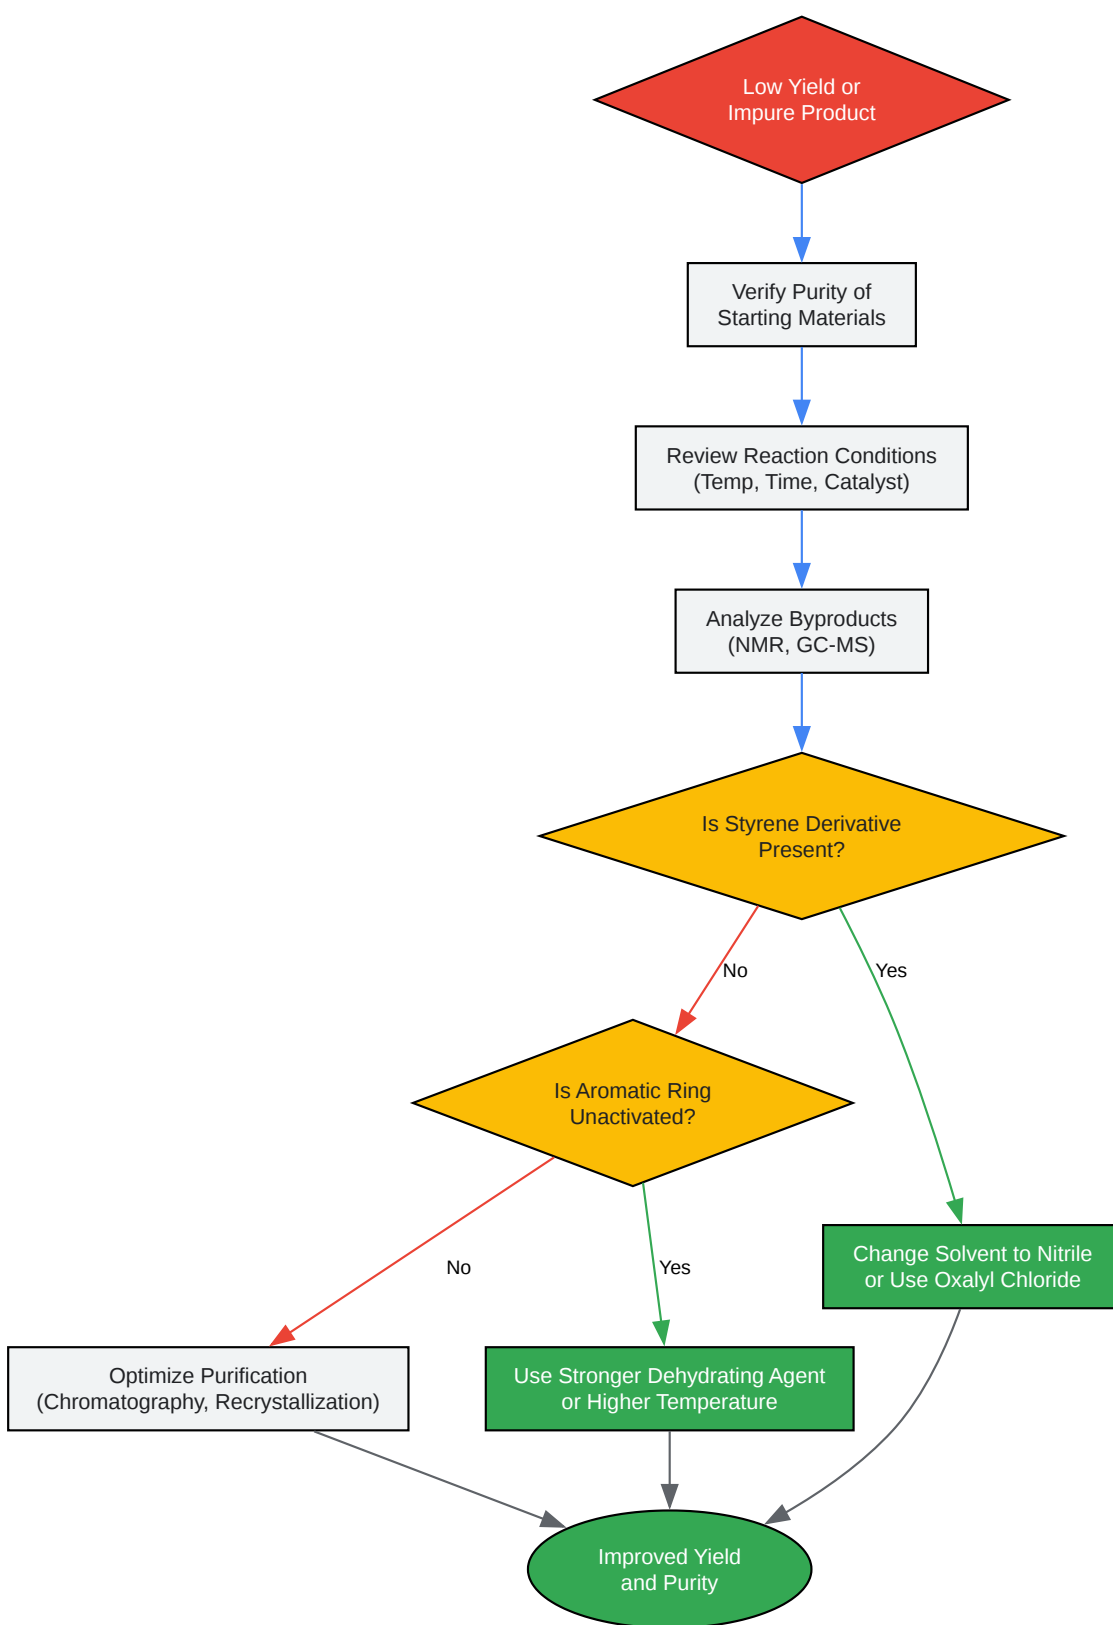 Low Yield or
Impure Product
Verify Purity of
Starting Materials
Review Reaction Conditions
(Temp, Time, Catalyst)
Analyze Byproducts
(NMR, GC-MS)
Is Styrene Derivative
Present?
No
Yes
Is Aromatic Ring
Unactivated?
No
Yes
Change Solvent to Nitrile
or Use Oxalyl Chloride
Optimize Purification
(Chromatography, Recrystallization)
Use Stronger Dehydrating Agent
or Higher Temperature
Improved Yield
and Purity